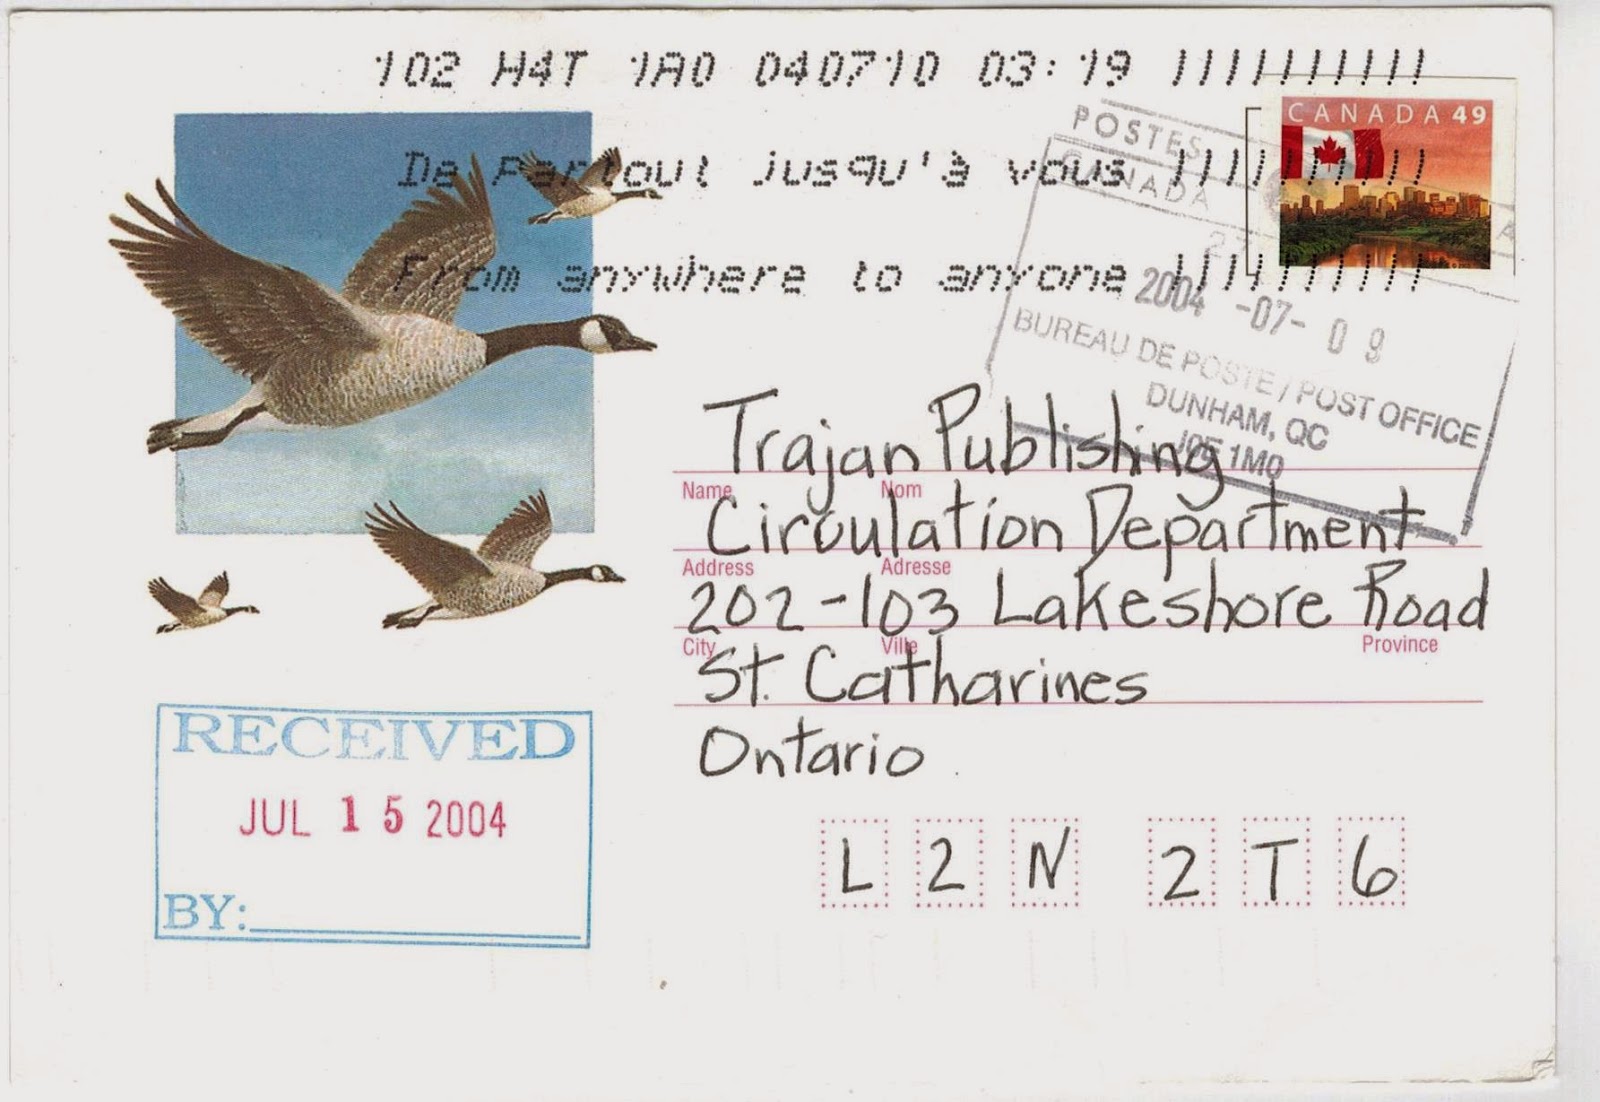 102 H4T 1A0 040710 03:19
De Partout jusqu'à vous
From anywhere to anyone
CANADA 49
POSTES
CANADA
2004 -07- 09
BUREAU DE POSTE / POST OFFICE
DUNHAM, QC
J0E 1M0
Trajan Publishing
Name Nom
Circulation Department
Address Adresse
202-103 Lakeshore Road
City Ville Province
St. Catharines
Ontario
L2N 2T6
RECEIVED
JUL 15 2004
BY: